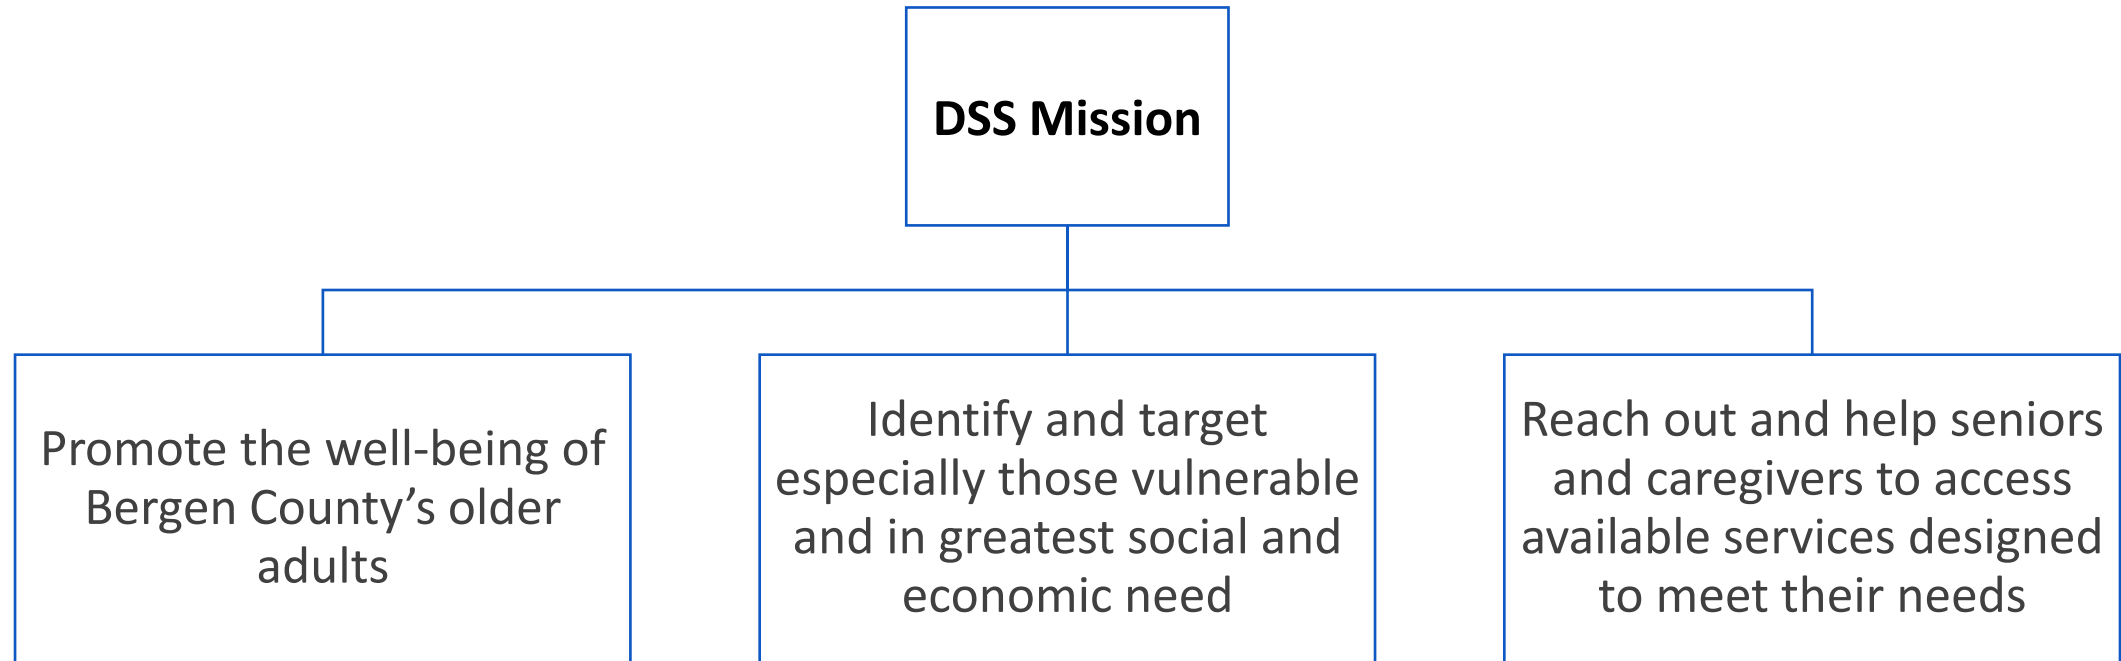 DSS Mission
Promote the well-being of
Bergen County’s older
adults
Identify and target
especially those vulnerable
and in greatest social and
economic need
Reach out and help seniors
and caregivers to access
available services designed
to meet their needs